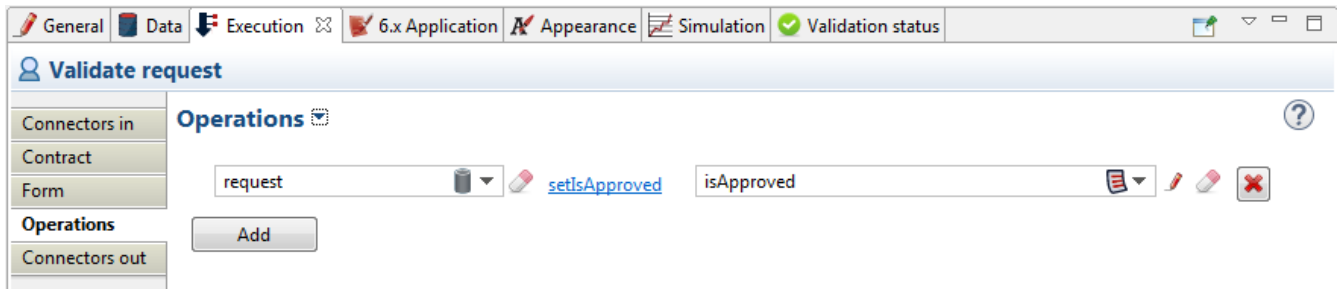 General Data Execution 6.x Application Appearance Simulation Validation status
Validate request
Connectors in
Operations
Contract
Form
request setIsApproved isApproved
Operations
Add
Connectors out